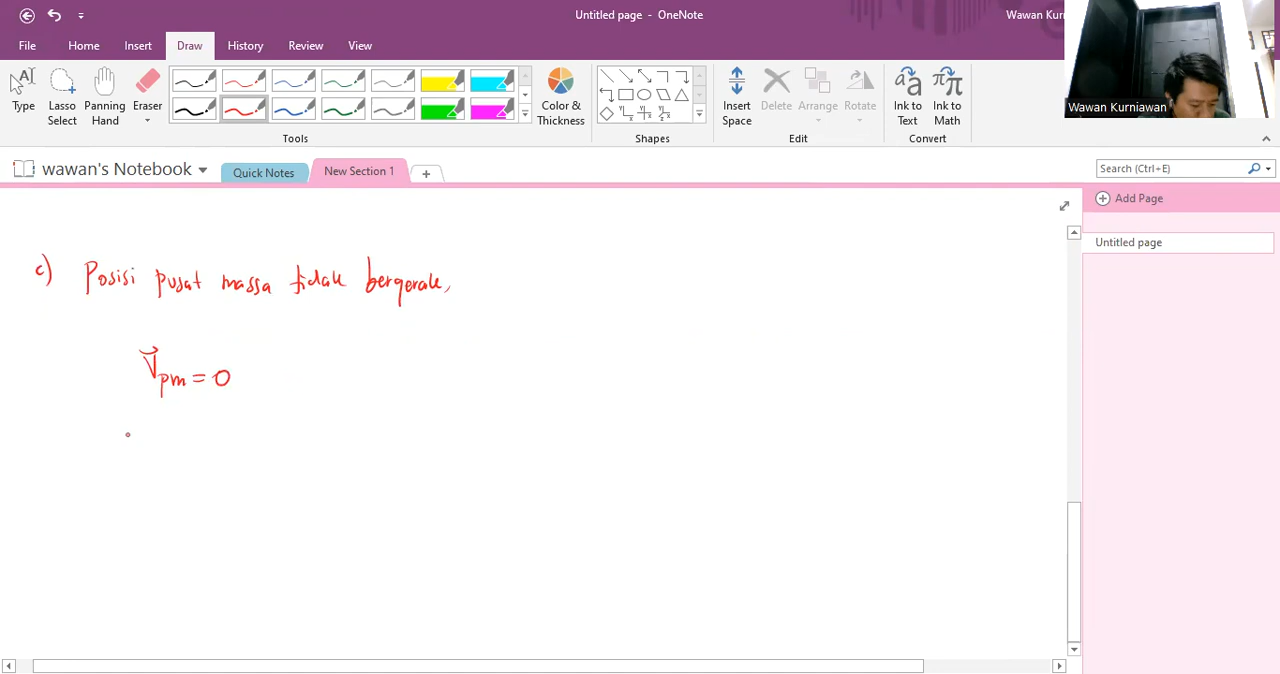 Untitled page - OneNote
Wawan Kurn
File Home Insert Draw History Review View
Wawan Kurniawan
Type
Lasso Select
Panning Hand
Eraser
Color & Thickness
Insert Space
Delete
Arrange
Rotate
Ink to Text
Ink to Math
Tools
Shapes
Edit
Convert
wawan's Notebook
Quick Notes
New Section 1
Search (Ctrl+E)
Add Page
Untitled page
c) Posisi pusat massa tidak bergerak,
V⃗pm = 0